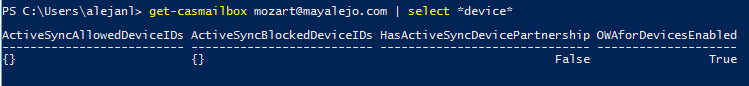 PS C:\Users\alejanl> get-casmailbox mozart@mayalejo.com | select *device*
ActiveSyncAllowedDeviceIDs ActiveSyncBlockedDeviceIDs HasActiveSyncDevicePartnership OWAforDevicesEnabled
-------------------------- -------------------------- ------------------------------ --------------------
{} {} False True